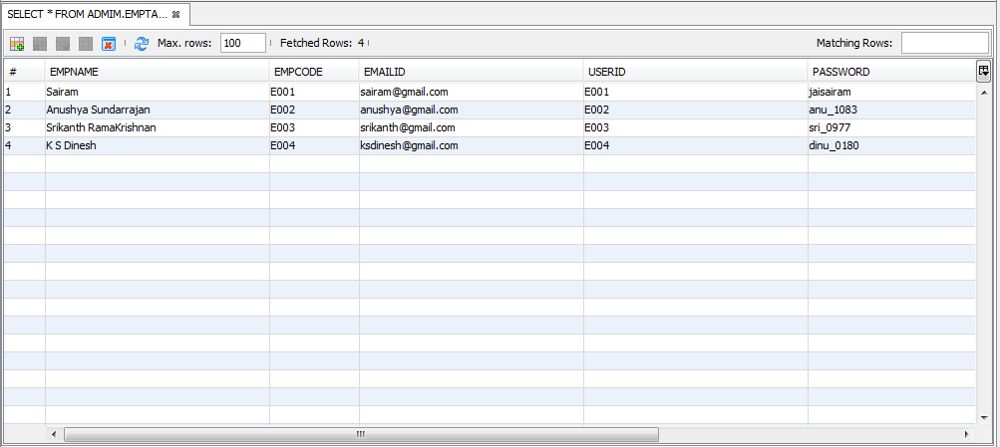 SELECT * FROM ADMIM.EMPTA...
Max. rows: 100 Fetched Rows: 4 Matching Rows:
# EMPNAME EMPCODE EMAILID USERID PASSWORD
1 Sairam E001 sairam@gmail.com E001 jaisairam
2 Anushya Sundarrajan E002 anushya@gmail.com E002 anu_1083
3 Srikanth RamaKrishnan E003 srikanth@gmail.com E003 sri_0977
4 K S Dinesh E004 ksdinesh@gmail.com E004 dinu_0180